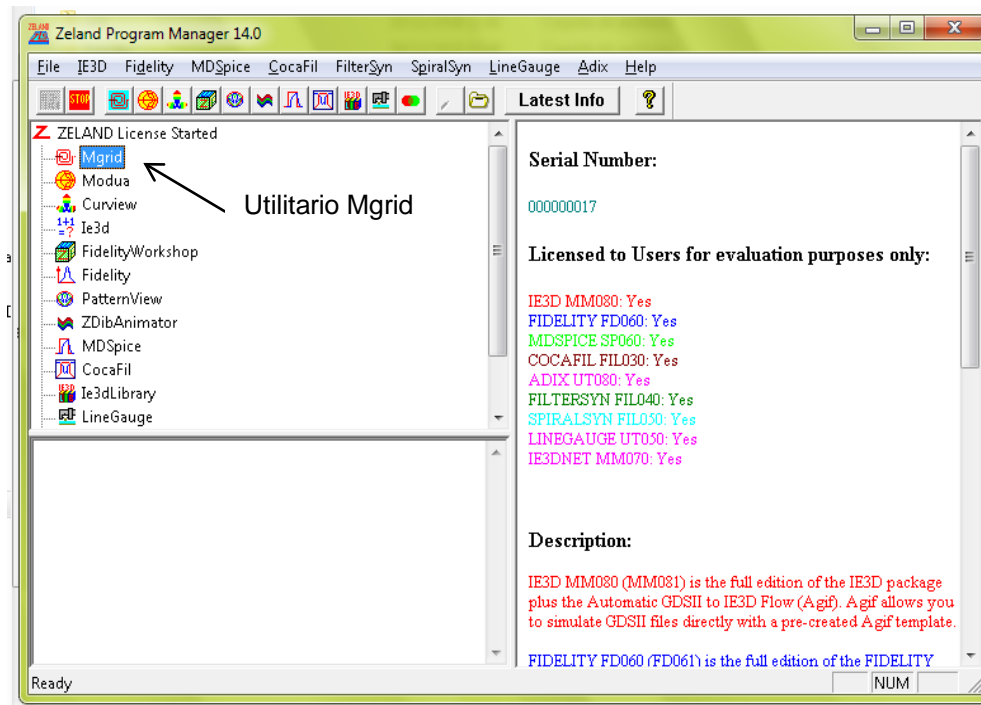 Zeland Program Manager 14.0
File IE3D Fidelity MDSpice CocaFil FilterSyn SpiralSyn LineGauge Adix Help
STOP Latest Info ?
ZELAND License Started
Mgrid
Modua
Curview
Ie3d
FidelityWorkshop
Fidelity
PatternView
ZDibAnimator
MDSpice
CocaFil
Ie3dLibrary
LineGauge
Utilitario Mgrid
Serial Number:
000000017
Licensed to Users for evaluation purposes only:
IE3D MM080: Yes
FIDELITY FD060: Yes
MDSPICE SP060: Yes
COCAFIL FIL030: Yes
ADIX UT080: Yes
FILTERSYN FIL040: Yes
SPIRALSYN FIL050: Yes
LINEGAUGE UT050: Yes
IE3DNET MM070: Yes
Description:
IE3D MM080 (MM081) is the full edition of the IE3D package
plus the Automatic GDSII to IE3D Flow (Agif). Agif allows you
to simulate GDSII files directly with a pre-created Agif template.
FIDELITY FD060 (FD061) is the full edition of the FIDELITY
Ready NUM